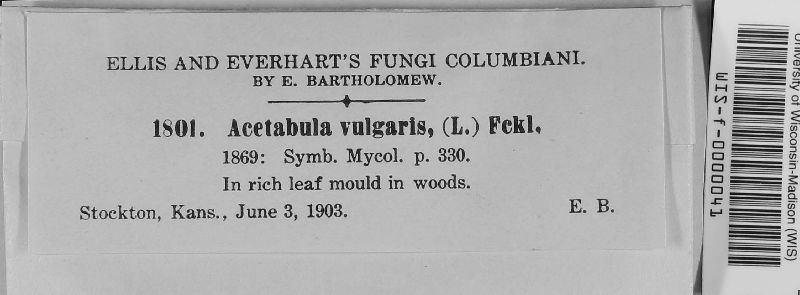 ELLIS AND EVERHART'S FUNGI COLUMBIANI.
BY E. BARTHOLOMEW.
1801. Acetabula vulgaris, (L.) Fckl.
1869: Symb. Mycol. p. 330.
In rich leaf mould in woods.
Stockton, Kans., June 3, 1903. E. B.
University of Wisconsin-Madison (WIS)
WIS-f-0000041